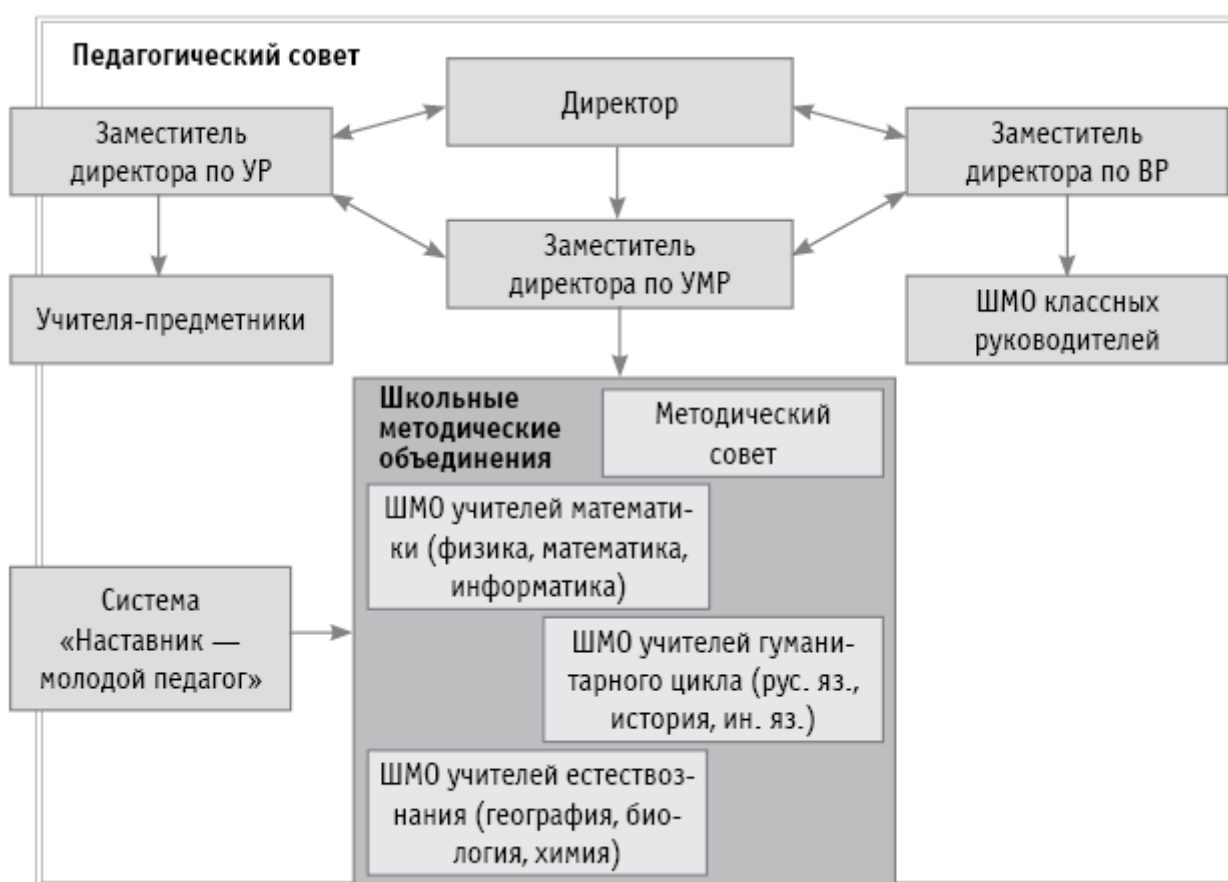 Педагогический совет
Директор
Заместитель
директора по УР
Заместитель
директора по ВР
Заместитель
директора по УМР
Учителя-предметники
ШМО классных
руководителей
Школьные
методические
объединения
Методический
совет
ШМО учителей математи-
ки (физика, математика,
информатика)
Система
«Наставник —
молодой педагог»
ШМО учителей гумани-
тарного цикла (рус. яз.,
история, ин. яз.)
ШМО учителей естествоз-
нания (география, био-
логия, химия)